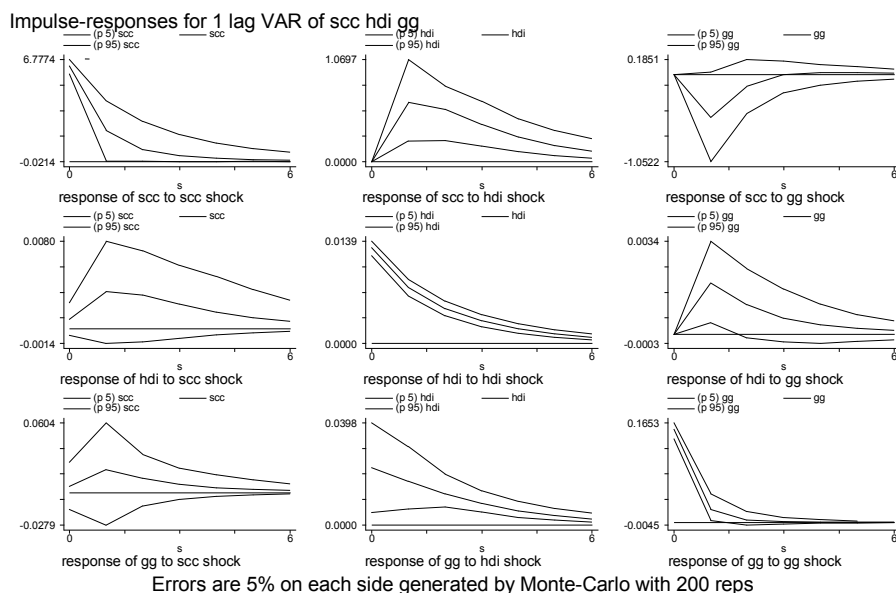 Impulse-responses for 1 lag VAR of scc hdi gg
(p 5) scc scc
(p 95) scc
6.7774
-0.0214
0 6
s
response of scc to scc shock
(p 5) hdi hdi
(p 95) hdi
1.0697
0.0000
0 6
s
response of scc to hdi shock
(p 5) gg gg
(p 95) gg
0.1851
-1.0522
0 6
s
response of scc to gg shock
(p 5) scc scc
(p 95) scc
0.0080
-0.0014
0 6
s
response of hdi to scc shock
(p 5) hdi hdi
(p 95) hdi
0.0139
0.0000
0 6
s
response of hdi to hdi shock
(p 5) gg gg
(p 95) gg
0.0034
-0.0003
0 6
s
response of hdi to gg shock
(p 5) scc scc
(p 95) scc
0.0604
-0.0279
0 6
s
response of gg to scc shock
(p 5) hdi hdi
(p 95) hdi
0.0398
0.0000
0 6
s
response of gg to hdi shock
(p 5) gg gg
(p 95) gg
0.1653
-0.0045
0 6
s
response of gg to gg shock
Errors are 5% on each side generated by Monte-Carlo with 200 reps